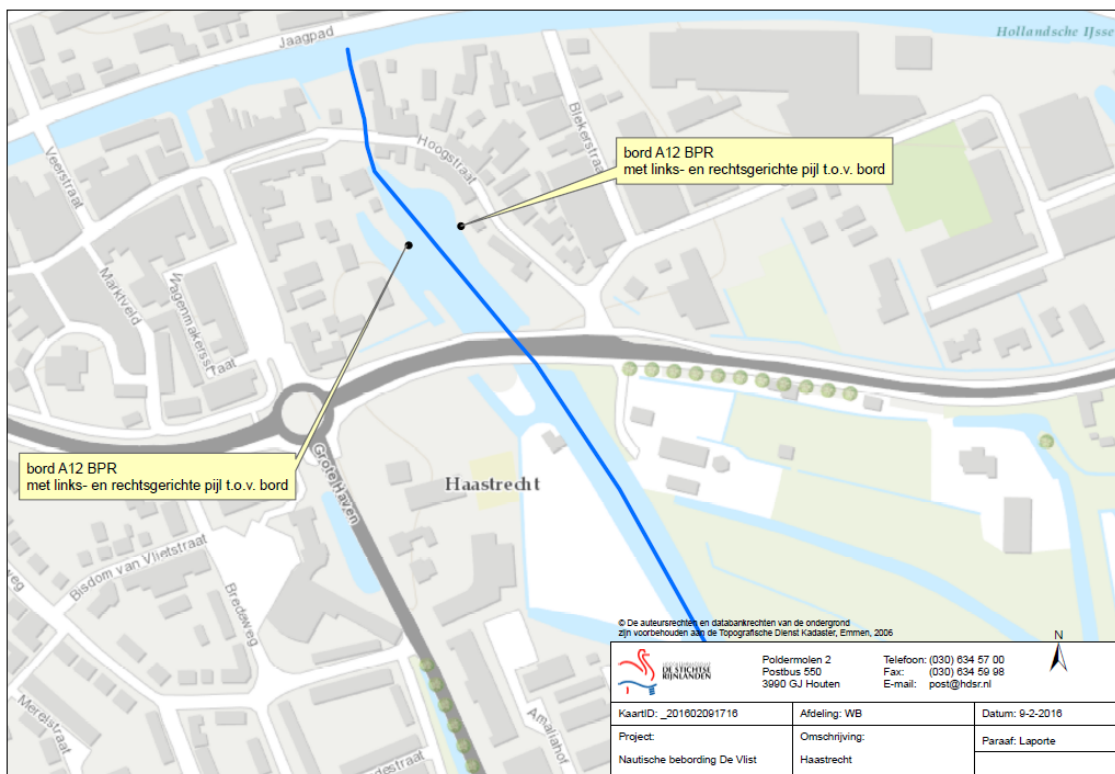 Jaagpad
Hollandsche IJsse
Veerstraat
Hoogstraat
Blekerstraat
bord A12 BPR
met links- en rechtsgerichte pijl t.o.v. bord
Marktveld
Wagenmakersstraat
bord A12 BPR
met links- en rechtsgerichte pijl t.o.v. bord
Grote Haven
Haastrecht
Bisdom van Vlietstraat
Bredeweg
weg
Merelstraat
Amaliahof
destraat
© De auteursrechten en databankrechten van de ondergrond
zijn voorbehouden aan de Topografische Dienst Kadaster, Emmen, 2006
N
DE STICHTSE
RIJNLANDEN
Poldermolen 2
Postbus 550
3990 GJ Houten
Telefoon: (030) 634 57 00
Fax: (030) 634 59 98
E-mail: post@hdsr.nl
KaartID: _201602091716
Afdeling: WB
Datum: 9-2-2016
Project:
Nautische bebording De Vlist
Omschrijving:
Haastrecht
Paraaf: Laporte